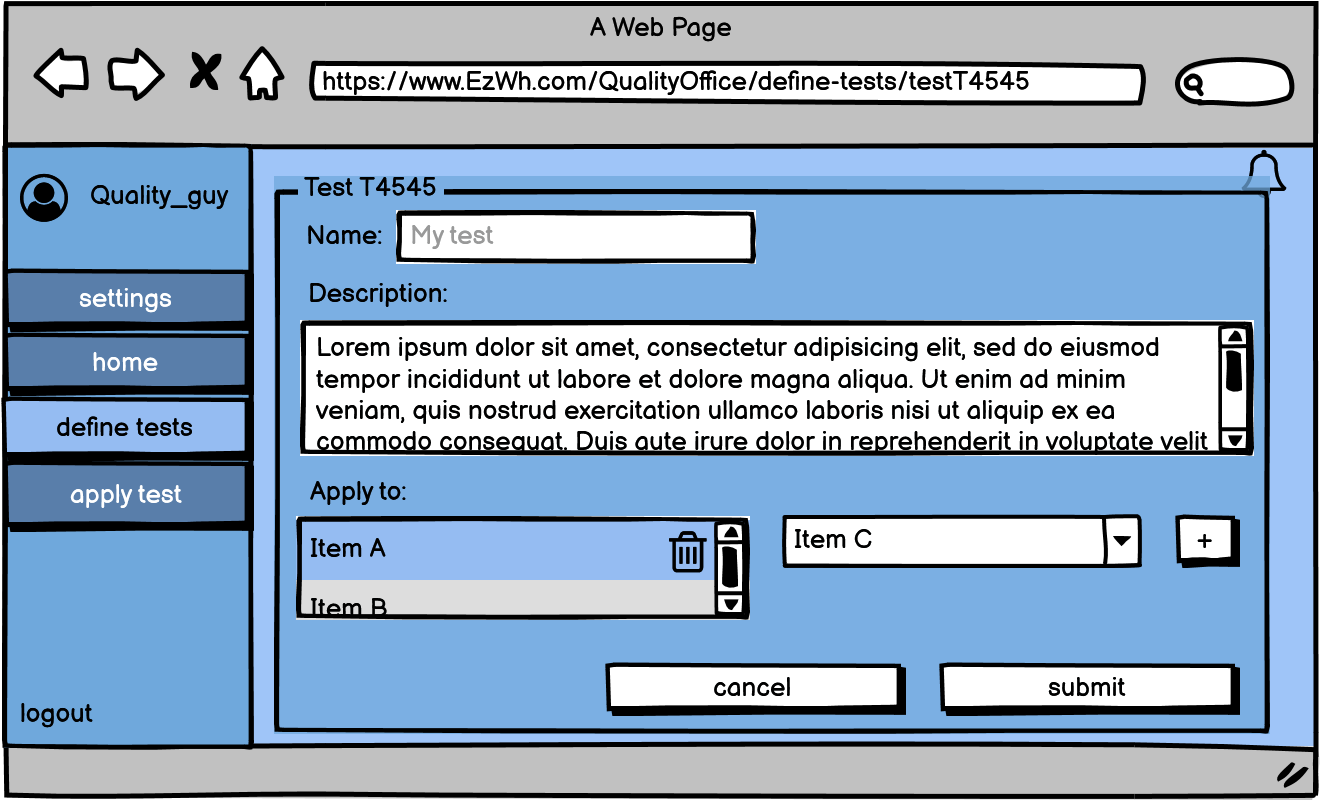 A Web Page
https://www.EzWh.com/QualityOffice/define-tests/testT4545
Quality_guy
settings
home
define tests
apply test
logout
Test T4545
Name: My test
Description:
Lorem ipsum dolor sit amet, consectetur adipisicing elit, sed do eiusmod
tempor incididunt ut labore et dolore magna aliqua. Ut enim ad minim
veniam, quis nostrud exercitation ullamco laboris nisi ut aliquip ex ea
commodo consequat. Duis aute irure dolor in reprehenderit in voluptate velit
Apply to:
Item A
Item B
Item C
+
cancel
submit